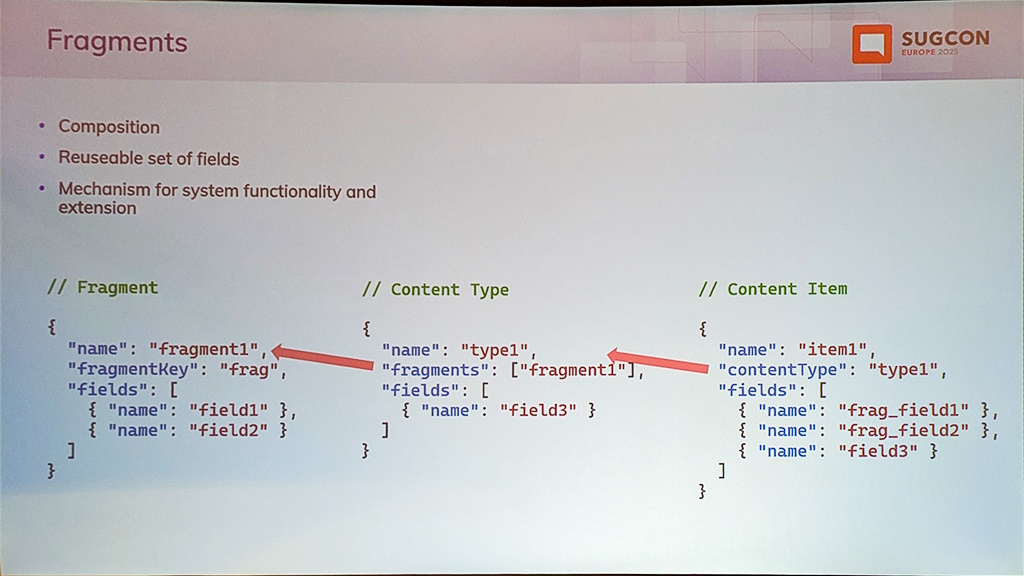 Fragments
SUGCON
EUROPE 2025
• Composition
• Reuseable set of fields
• Mechanism for system functionality and
extension
// Fragment
{
"name": "fragment1",
"fragmentKey": "frag",
"fields": [
{ "name": "field1" },
{ "name": "field2" }
]
}
// Content Type
{
"name": "type1",
"fragments": ["fragment1"],
"fields": [
{ "name": "field3" }
]
}
// Content Item
{
"name": "item1",
"contentType": "type1",
"fields": [
{ "name": "frag_field1" },
{ "name": "frag_field2" },
{ "name": "field3" }
]
}